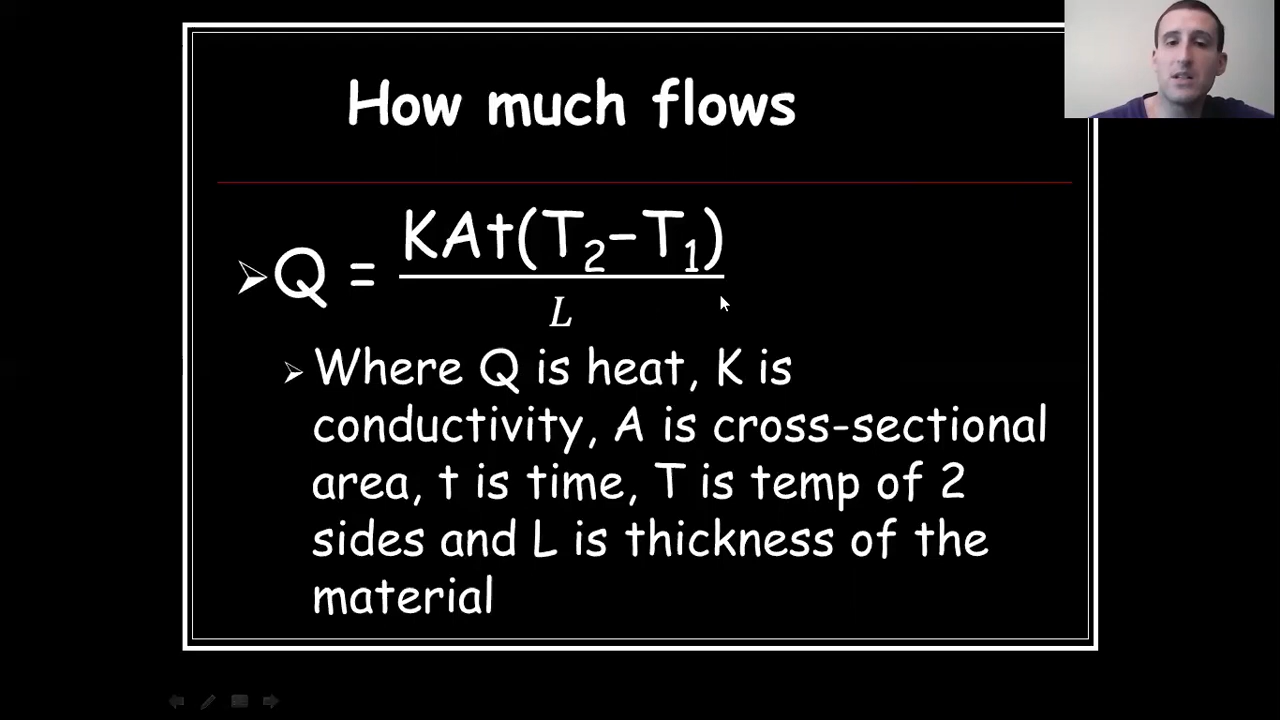 How much flows
➢Q = KAt(T₂−T₁)
L
➢Where Q is heat, K is
conductivity, A is cross-sectional
area, t is time, T is temp of 2
sides and L is thickness of the
material